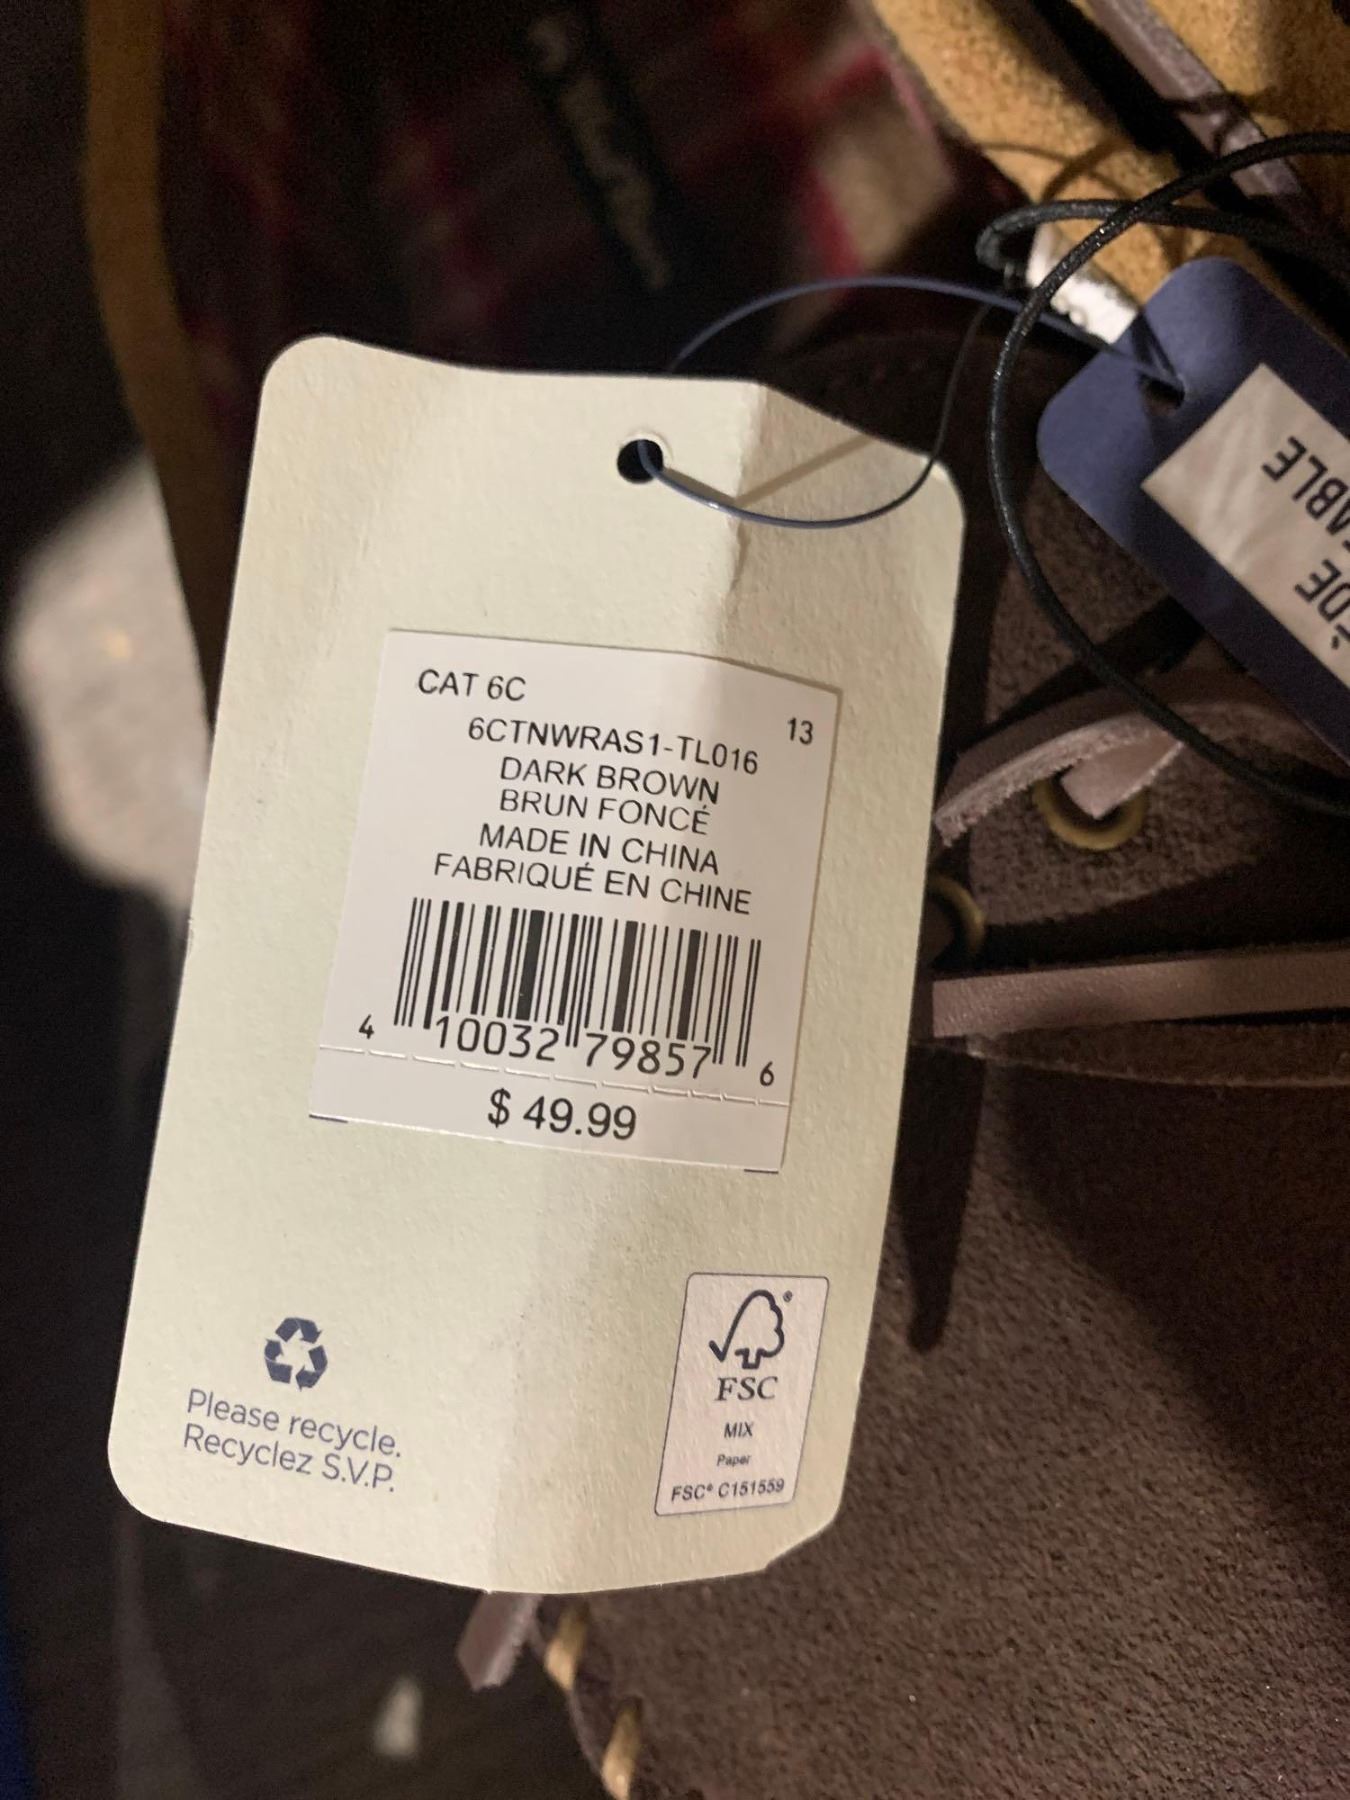 CAT 6C
13
6CTNWRAS1-TL016
DARK BROWN
BRUN FONCÉ
MADE IN CHINA
FABRIQUÉ EN CHINE
4 10032 79857 6
$ 49.99
Please recycle.
Recyclez S.V.P.
FSC
MIX
Paper
FSC® C151559